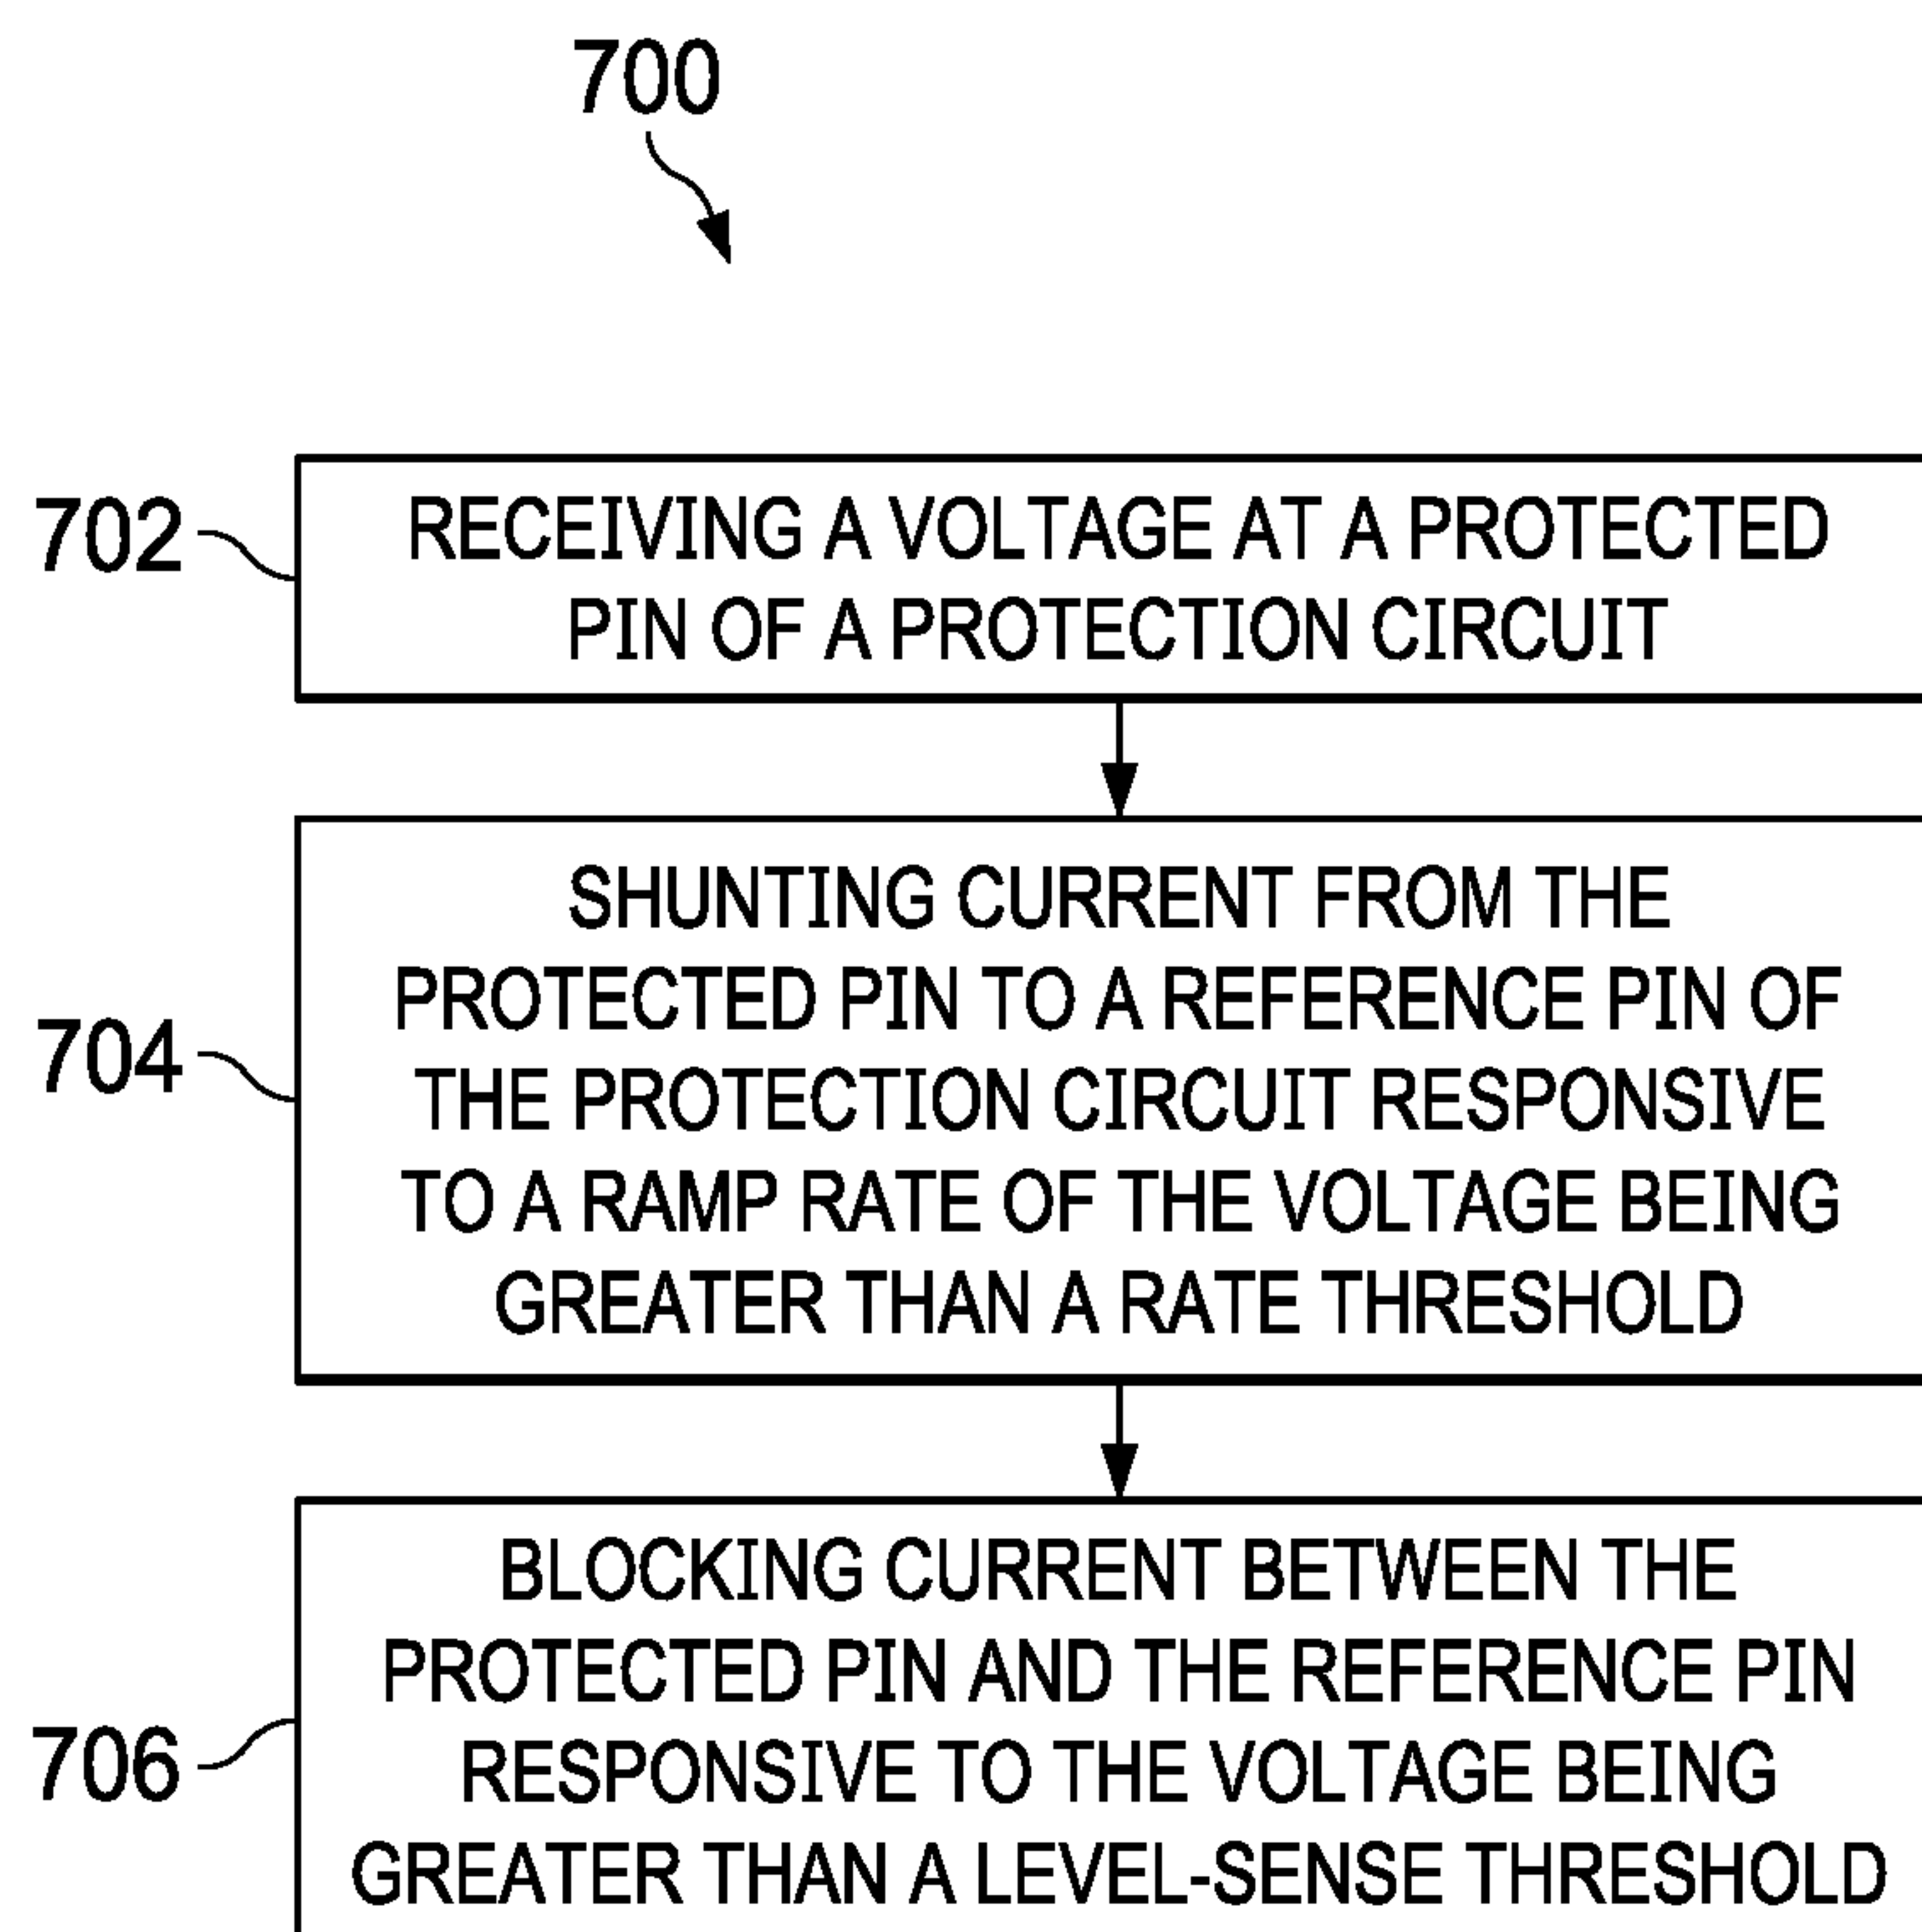 700
702
RECEIVING A VOLTAGE AT A PROTECTED
PIN OF A PROTECTION CIRCUIT
704
SHUNTING CURRENT FROM THE
PROTECTED PIN TO A REFERENCE PIN OF
THE PROTECTION CIRCUIT RESPONSIVE
TO A RAMP RATE OF THE VOLTAGE BEING
GREATER THAN A RATE THRESHOLD
706
BLOCKING CURRENT BETWEEN THE
PROTECTED PIN AND THE REFERENCE PIN
RESPONSIVE TO THE VOLTAGE BEING
GREATER THAN A LEVEL-SENSE THRESHOLD